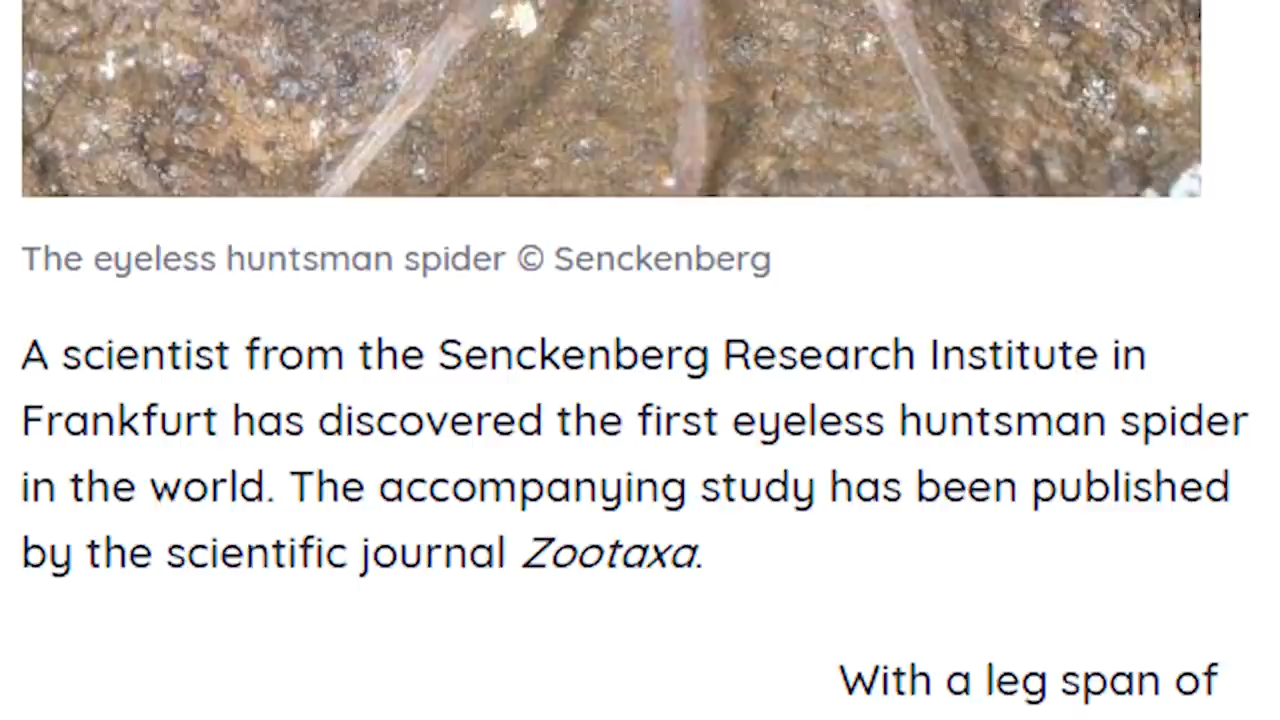 The eyeless huntsman spider © Senckenberg
A scientist from the Senckenberg Research Institute in
Frankfurt has discovered the first eyeless huntsman spider
in the world. The accompanying study has been published
by the scientific journal Zootaxa.
With a leg span of